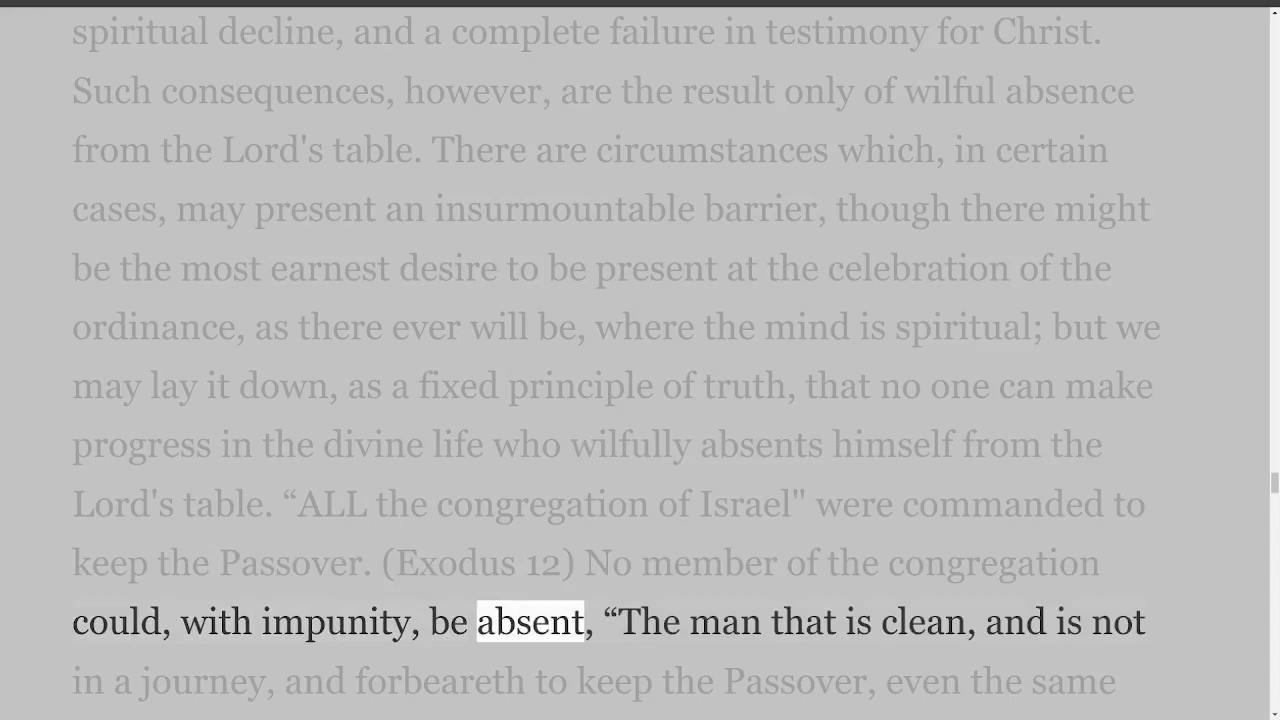 spiritual decline, and a complete failure in testimony for Christ.
Such consequences, however, are the result only of wilful absence
from the Lord's table. There are circumstances which, in certain
cases, may present an insurmountable barrier, though there might
be the most earnest desire to be present at the celebration of the
ordinance, as there ever will be, where the mind is spiritual; but we
may lay it down, as a fixed principle of truth, that no one can make
progress in the divine life who wilfully absents himself from the
Lord's table. “ALL the congregation of Israel" were commanded to
keep the Passover. (Exodus 12) No member of the congregation
could, with impunity, be absent, “The man that is clean, and is not
in a journey, and forbeareth to keep the Passover, even the same